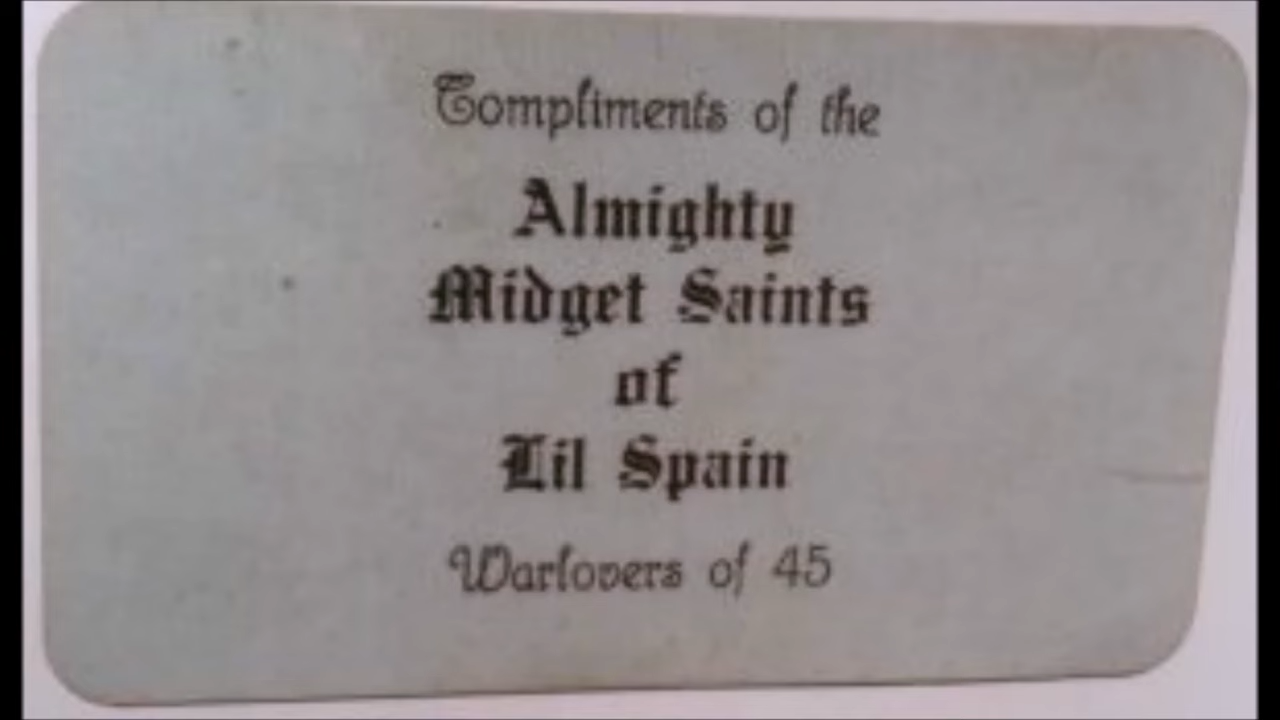 Compliments of the
Almighty
Midget Saints
of
Lil Spain
Warlovers of 45